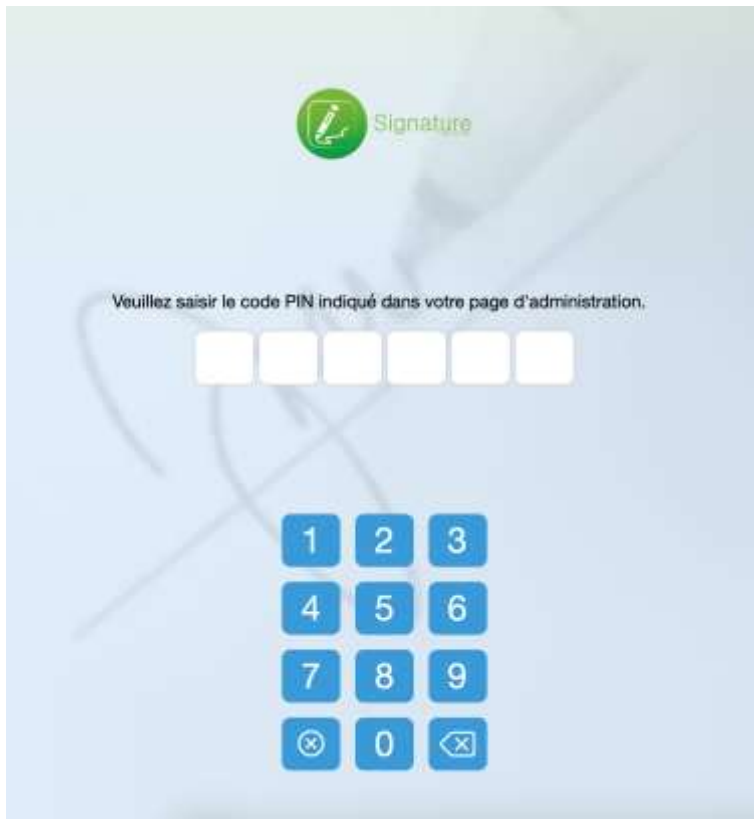 Signature
Veuillez saisir le code PIN indiqué dans votre page d'administration.
1 2 3
4 5 6
7 8 9
0